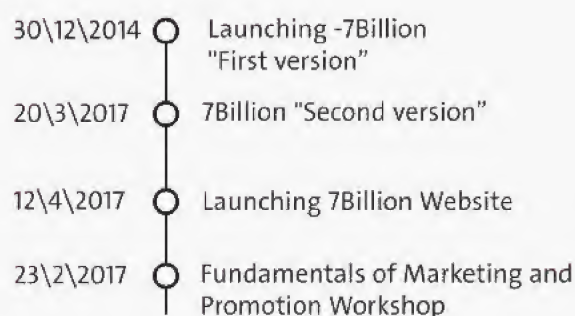 30\12\2014 Launching -7Billion
"First version”
20\3\2017 7Billion "Second version”
12\4\2017 Launching 7Billion Website
23\2\2017 Fundamentals of Marketing and
Promotion Workshop